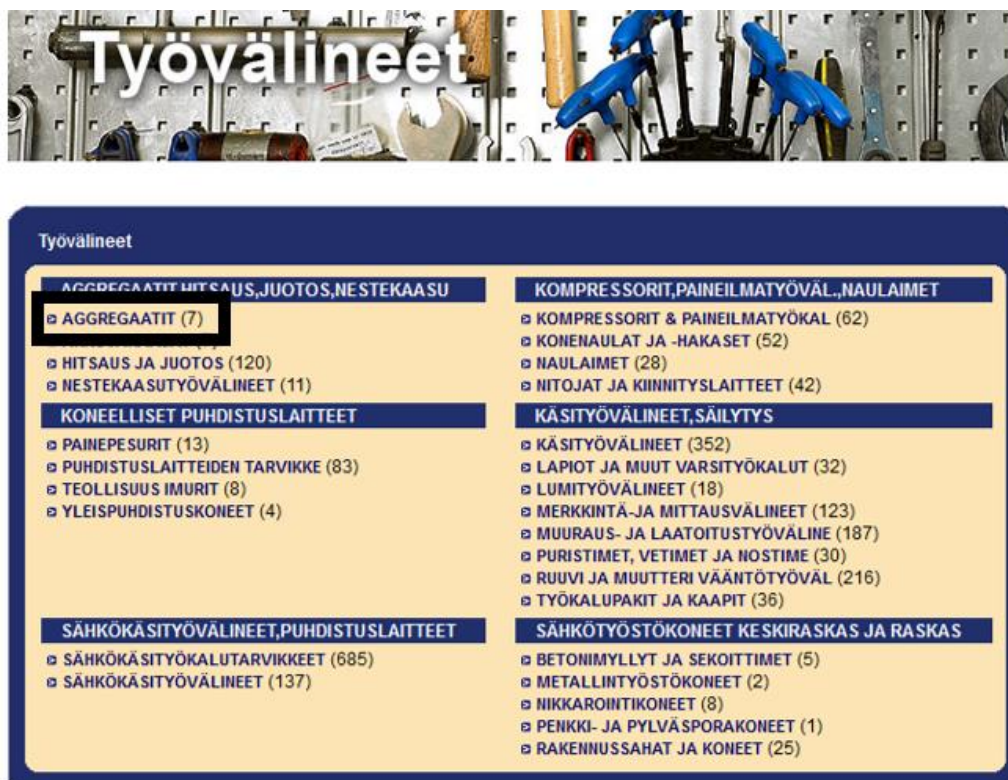 Työvälineet
Työvälineet
AGGREGAATIT HITSAUS,JUOTOS,NESTEKAASU
AGGREGAATIT (7)
HITSAUS JA JUOTOS (120)
NESTEKAASUTYÖVÄLINEET (11)
KOMPRESSORIT,PAINEILMATYÖVÄL.,NAULAIMET
KOMPRESSORIT & PAINEILMATYÖKAL (62)
KONENAULAT JA -HAKASET (52)
NAULAIMET (28)
NITOJAT JA KIINNITYSLAITTEET (42)
KONEELLISET PUHDISTUSLAITTEET
PAINEPESURIT (13)
PUHDISTUSLAITTEIDEN TARVIKKE (83)
TEOLLISUUS IMURIT (8)
YLEISPUHDISTUSKONEET (4)
KÄSITYÖVÄLINEET,SÄILYTYS
KÄSITYÖVÄLINEET (352)
LAPIOT JA MUUT VARSITYÖKALUT (32)
LUMITYÖVÄLINEET (18)
MERKKINTÄ-JA MITTAUSVÄLINEET (123)
MUURAUS- JA LAATOITUSTYÖVÄLINE (187)
PURISTIMET, VETIMET JA NOSTIME (30)
RUUVI JA MUUTTERI VÄÄNTÖTYÖVÄL (216)
TYÖKALUPAKIT JA KAAPIT (36)
SÄHKÖKÄSITYÖVÄLINEET,PUHDISTUSLAITTEET
SÄHKÖKÄSITYÖKALUTARVIKKEET (685)
SÄHKÖKÄSITYÖVÄLINEET (137)
SÄHKÖTYÖSTÖKONEET KESKIRASKAS JA RASKAS
BETONIMYLLYT JA SEKOITTIMET (5)
METALLINTYÖSTÖKONEET (2)
NIKKAROINTIKONEET (8)
PENKKI- JA PYLVÄSPORAKONEET (1)
RAKENNUSSAHAT JA KONEET (25)